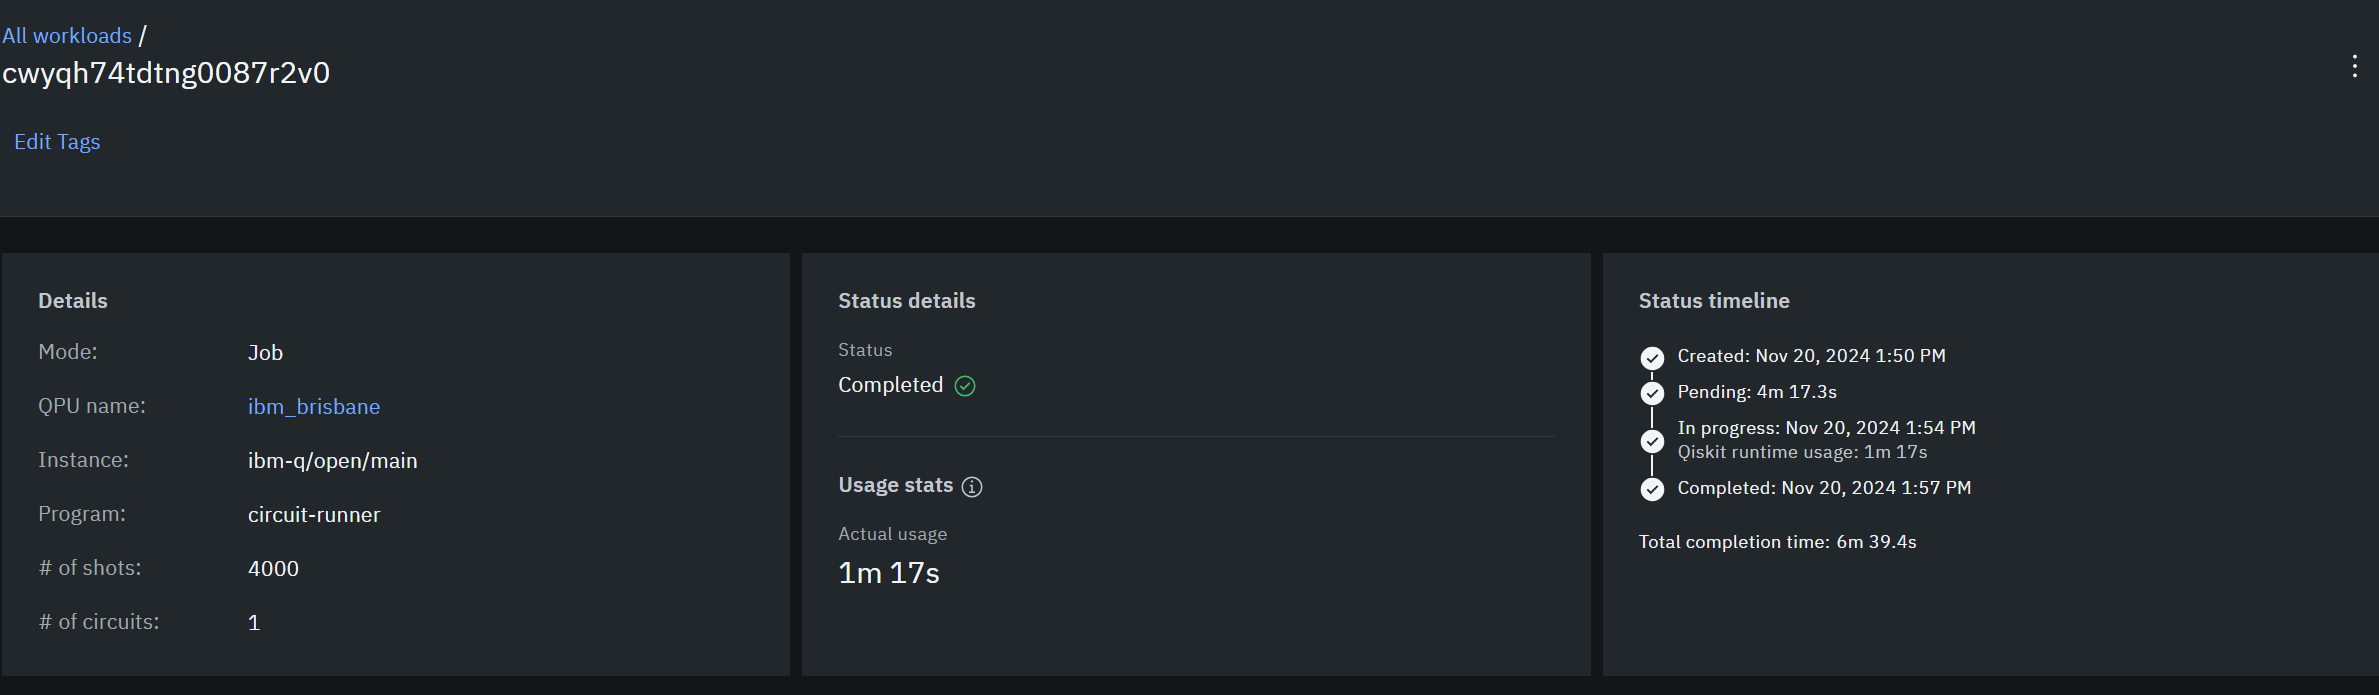 All workloads /
cwyqh74tdtng0087r2v0
Edit Tags
Details
Mode: Job
QPU name: ibm_brisbane
Instance: ibm-q/open/main
Program: circuit-runner
# of shots: 4000
# of circuits: 1
Status details
Status
Completed
Usage stats
Actual usage
1m 17s
Status timeline
Created: Nov 20, 2024 1:50 PM
Pending: 4m 17.3s
In progress: Nov 20, 2024 1:54 PM
Qiskit runtime usage: 1m 17s
Completed: Nov 20, 2024 1:57 PM
Total completion time: 6m 39.4s